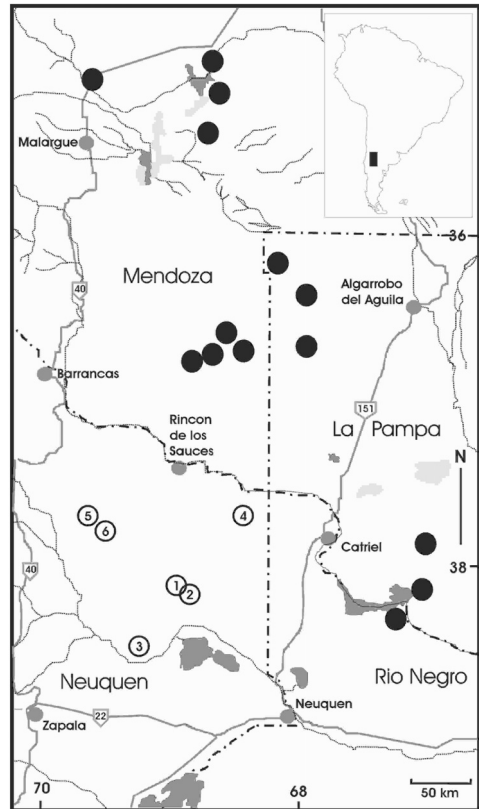 Malargue
36
Mendoza
Algarrobo
del Aguila
40
Barrancas
151
Rincon
de los
Sauces
La Pampa
N
5
6
4
Catriel
38
40
1
2
3
Neuquen
Rio Negro
Neuquen
22
Zapala
70
68
50 km